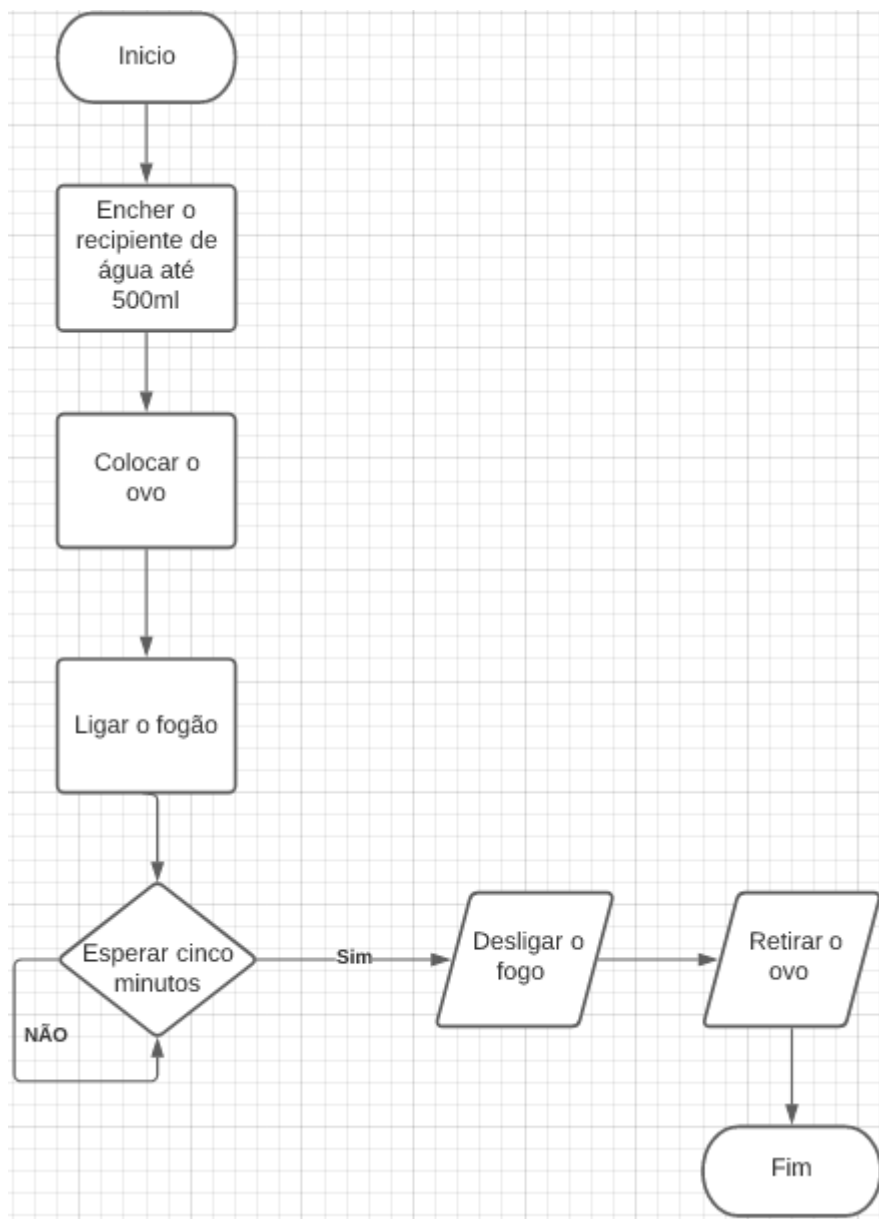 Inicio
Encher o
recipiente de
água até
500ml
Colocar o
ovo
Ligar o fogão
Esperar cinco
minutos
NÃO
Sim
Desligar o
fogo
Retirar o
ovo
Fim